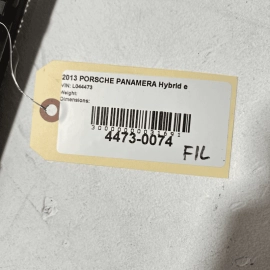 2013 PORSCHE PANAMERA Hybrid e
VIN: L044473
Weight:
Dimensions:
4473-0074
FIL